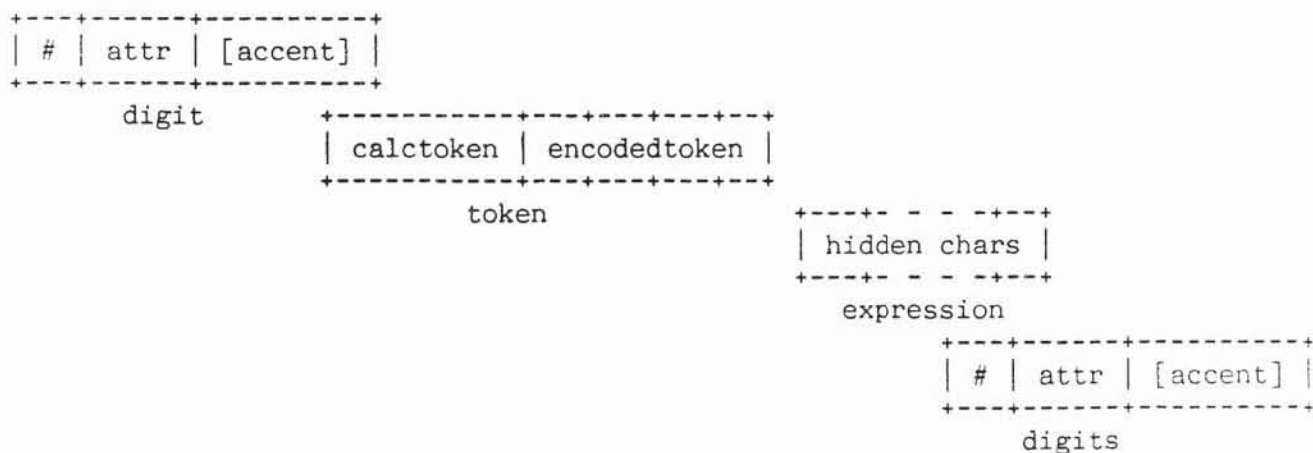 +---+------+----------+
| # | attr | [accent] |
+---+------+----------+
digit +-----------+---+---+---+--+
| calctoken | encodedtoken |
+-----------+---+---+---+--+
token +---+- - - -+--+
| hidden chars |
+---+- - - -+--+
expression
+---+------+----------+
| # | attr | [accent] |
+---+------+----------+
digits